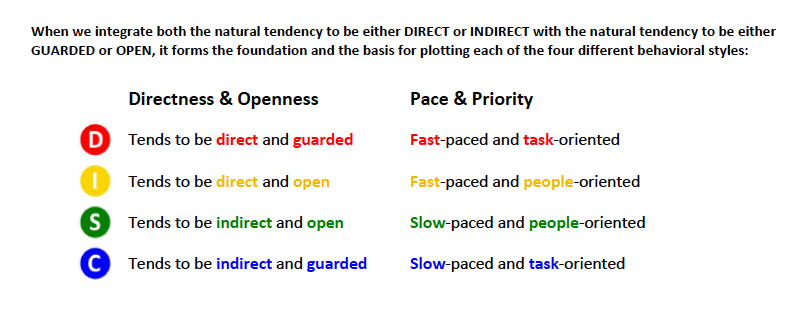 When we integrate both the natural tendency to be either DIRECT or INDIRECT with the natural tendency to be either
GUARDED or OPEN, it forms the foundation and the basis for plotting each of the four different behavioral styles:
Directness & Openness Pace & Priority
D Tends to be direct and guarded Fast-paced and task-oriented
I Tends to be direct and open Fast-paced and people-oriented
S Tends to be indirect and open Slow-paced and people-oriented
C Tends to be indirect and guarded Slow-paced and task-oriented